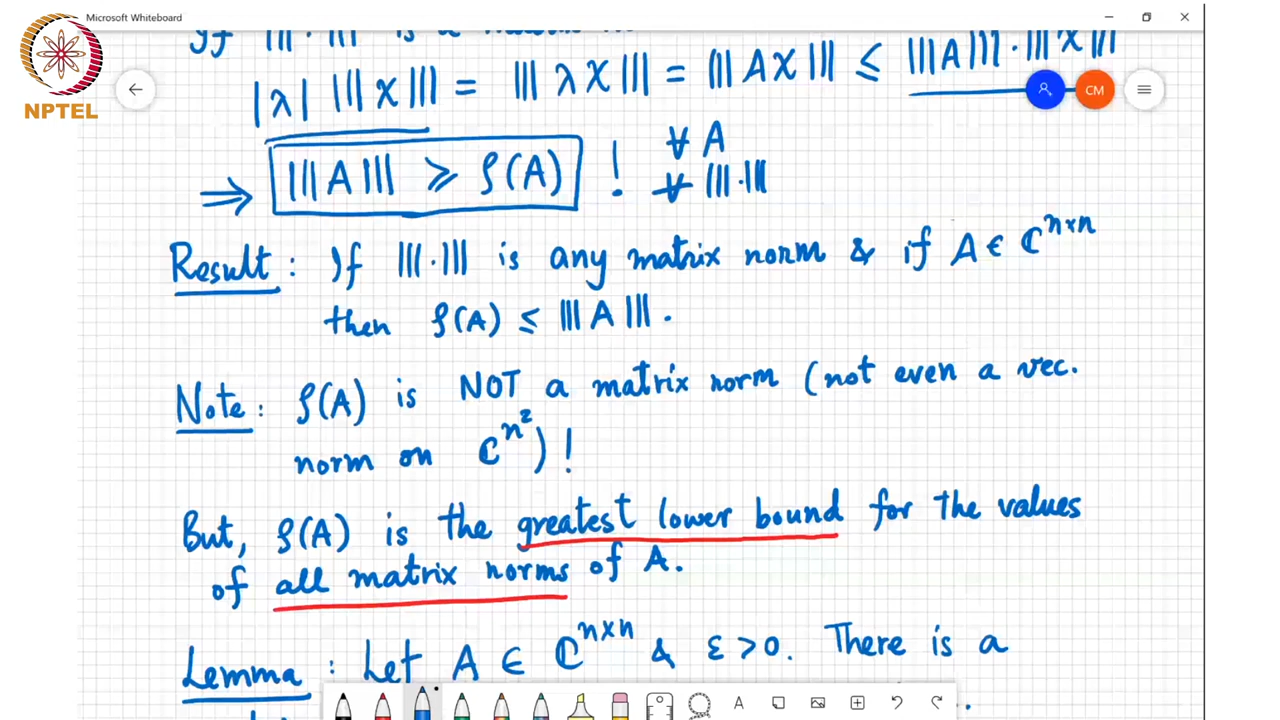 Microsoft Whiteboard
If ||| · ||| is a
|λ| ||| X ||| = ||| λX ||| = ||| AX ||| ≤ |||A||| · ||| X |||
NPTEL
CM
⇒ ||| A ||| ≥ ρ(A) ! ∀ A
∀ ||| · |||
Result : If ||| · ||| is any matrix norm & if A ∈ ℂ^{n×n}
then ρ(A) ≤ ||| A ||| .
Note : ρ(A) is NOT a matrix norm (not even a vec.
norm on ℂ^{n²}) !
But, ρ(A) is the greatest lower bound for the values
of all matrix norms of A.
Lemma : Let A ∈ ℂ^{n×n} & ε > 0. There is a